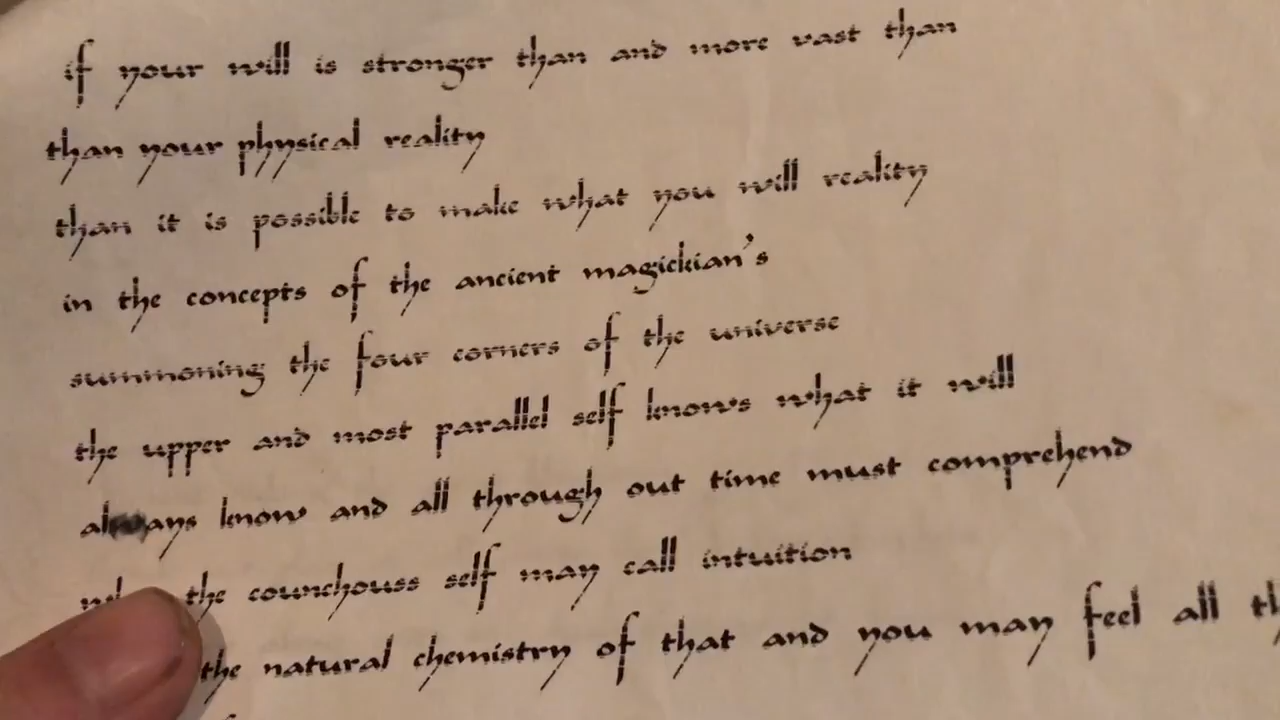 if your will is stronger than and more vast than
than your physical reality
than it is possible to make what you will reality
in the concepts of the ancient magickian's
summoning the four corners of the universe
the upper and most parallel self knows what it will
always know and all through out time must comprehend
the counchouss self may call intuition
the natural chemistry of that and you may feel all